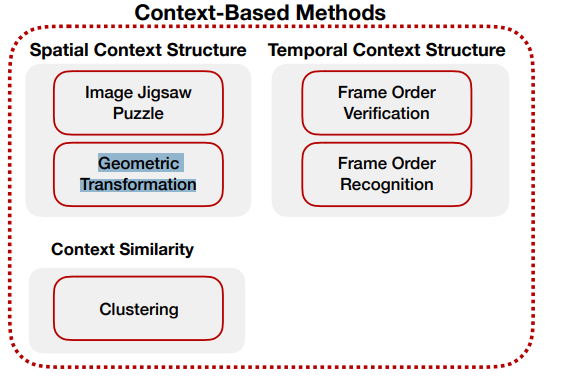 Context-Based Methods
Spatial Context Structure
Image Jigsaw
Puzzle
Geometric
Transformation
Temporal Context Structure
Frame Order
Verification
Frame Order
Recognition
Context Similarity
Clustering